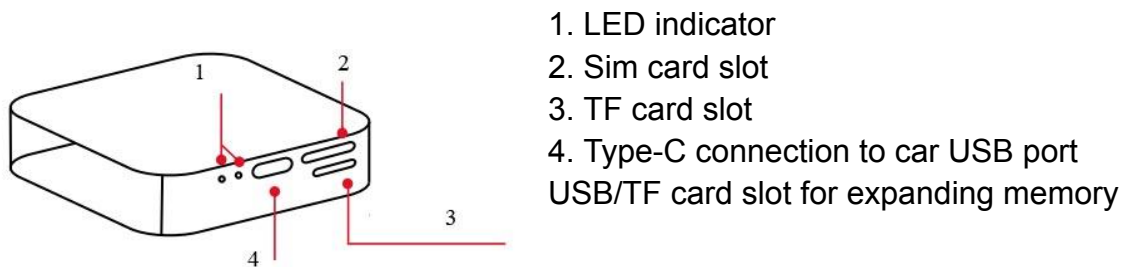 1. LED indicator
2. Sim card slot
3. TF card slot
4. Type-C connection to car USB port
USB/TF card slot for expanding memory
1
2
3
4